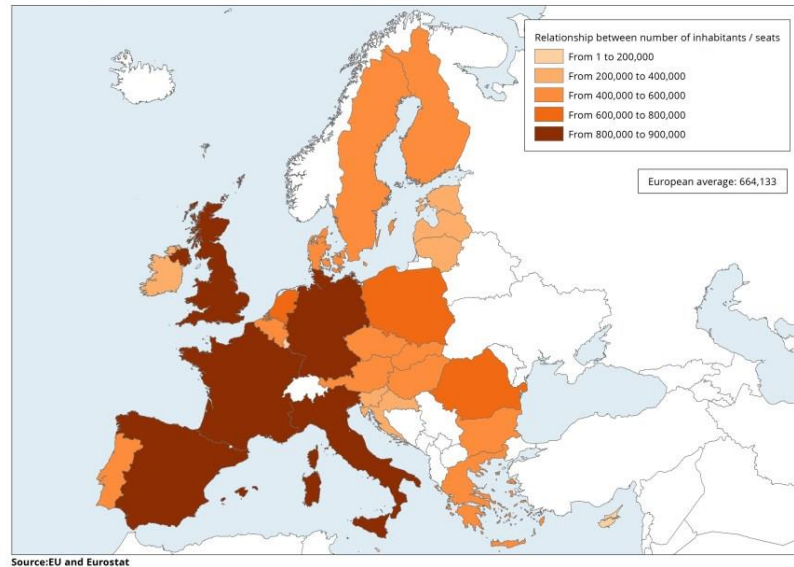 Relationship between number of inhabitants / seats
From 1 to 200,000
From 200,000 to 400,000
From 400,000 to 600,000
From 600,000 to 800,000
From 800,000 to 900,000
European average: 664,133
Source:EU and Eurostat